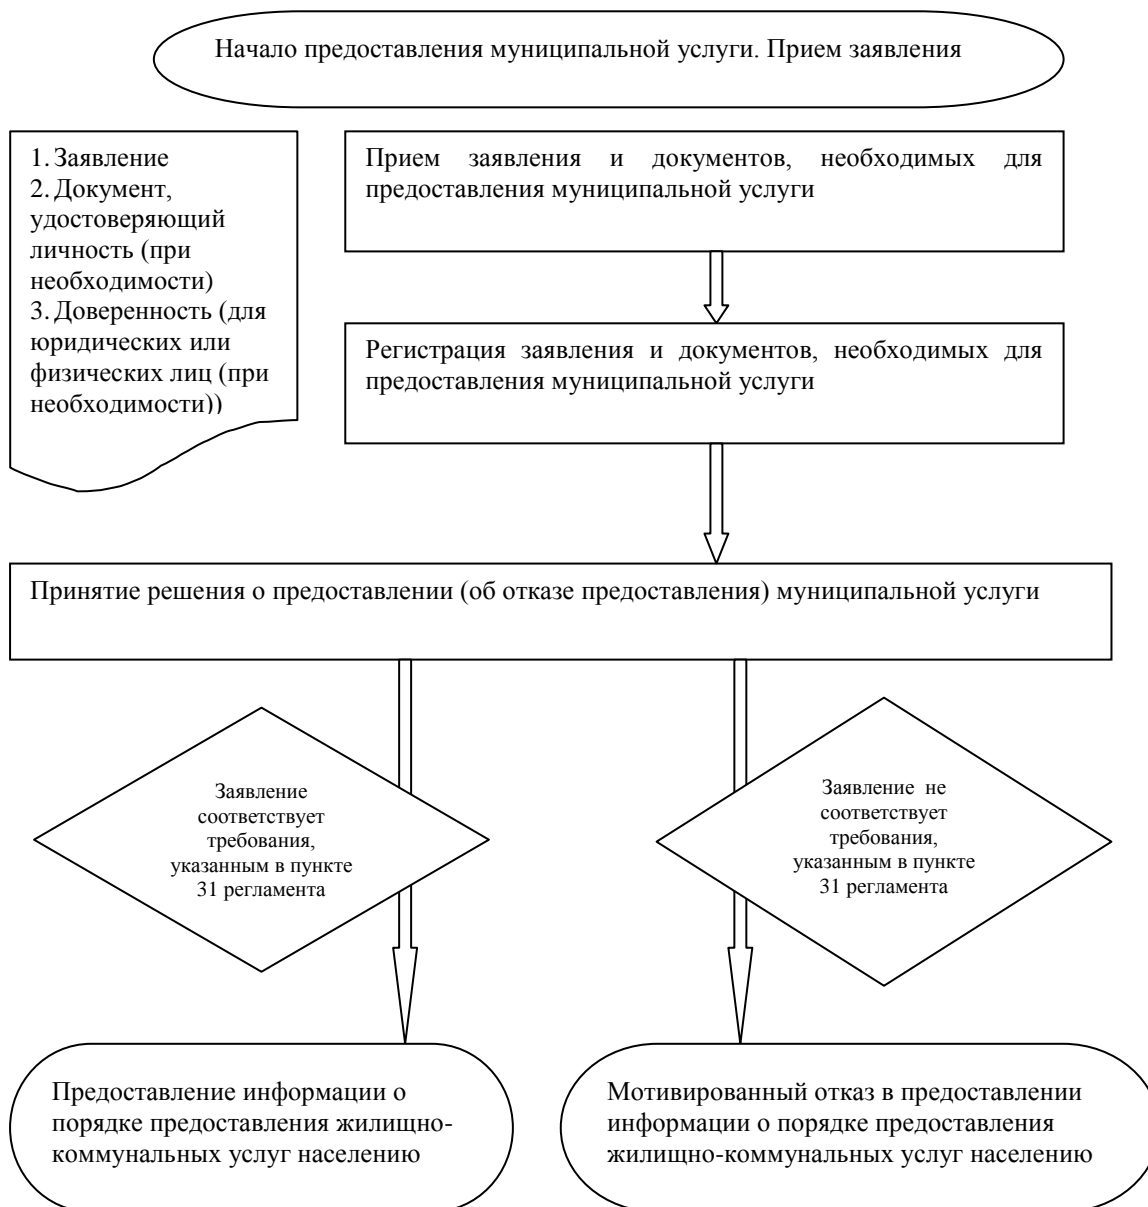 Начало предоставления муниципальной услуги. Прием заявления
1. Заявление
2. Документ,
удостоверяющий
личность (при
необходимости)
3. Доверенность (для
юридических или
физических лиц (при
необходимости))
Прием заявления и документов, необходимых для
предоставления муниципальной услуги
Регистрация заявления и документов, необходимых для
предоставления муниципальной услуги
Принятие решения о предоставлении (об отказе предоставления) муниципальной услуги
Заявление
соответствует
требования,
указанным в пункте
31 регламента
Заявление не
соответствует
требования,
указанным в пункте
31 регламента
Предоставление информации о
порядке предоставления жилищно-
коммунальных услуг населению
Мотивированный отказ в предоставлении
информации о порядке предоставления
жилищно-коммунальных услуг населению